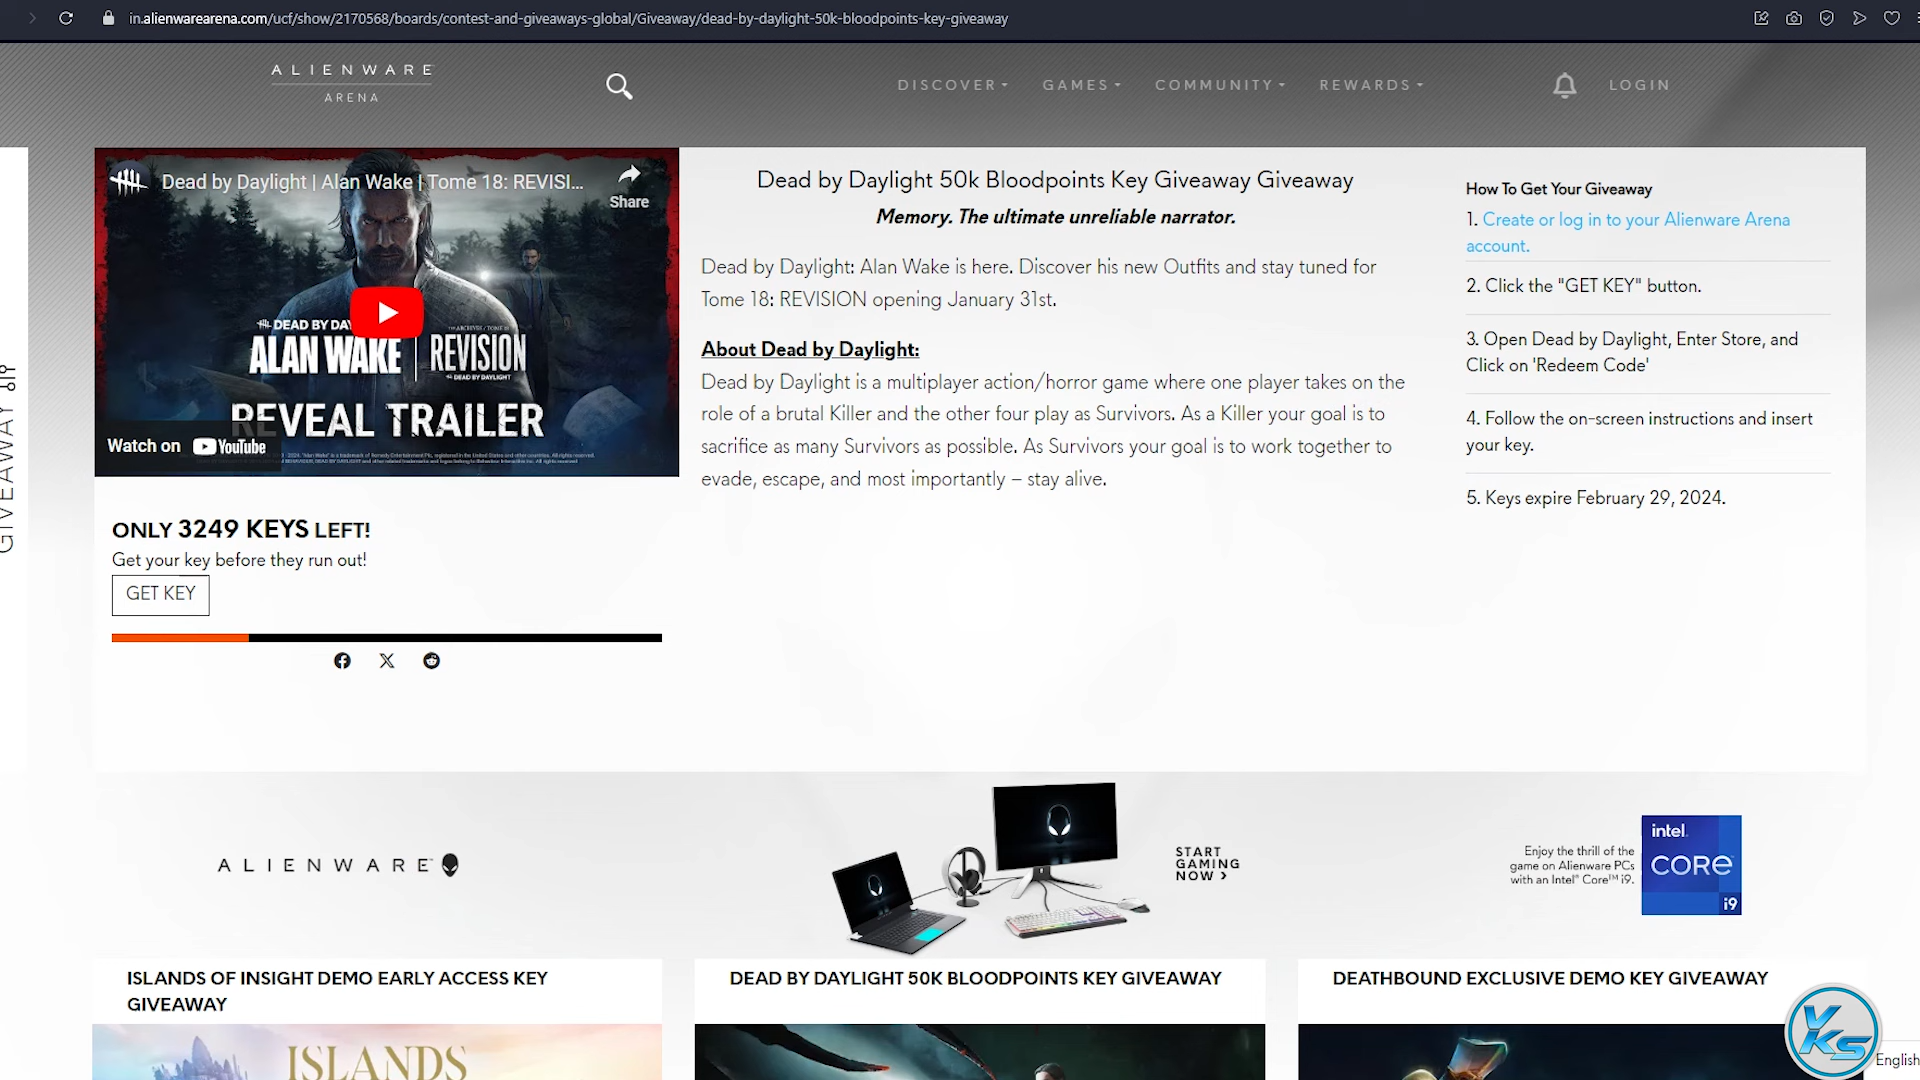 in.alienwarearena.com/ucf/show/2170568/boards/contest-and-giveaways-global/Giveaway/dead-by-daylight-50k-bloodpoints-key-giveaway
ALIENWARE
ARENA
DISCOVER
GAMES
COMMUNITY
REWARDS
LOGIN
GIVEAWAY
Dead by Daylight | Alan Wake | Tome 18: REVISI...
Share
DEAD BY DAY
ALAN WAKE
THE ARCHIVES / TOME 18
REVISION
DEAD BY DAYLIGHT
REVEAL TRAILER
Watch on YouTube
Dead by Daylight 50k Bloodpoints Key Giveaway Giveaway
Memory. The ultimate unreliable narrator.
Dead by Daylight: Alan Wake is here. Discover his new Outfits and stay tuned for
Tome 18: REVISION opening January 31st.
About Dead by Daylight:
Dead by Daylight is a multiplayer action/horror game where one player takes on the
role of a brutal Killer and the other four play as Survivors. As a Killer your goal is to
sacrifice as many Survivors as possible. As Survivors your goal is to work together to
evade, escape, and most importantly – stay alive.
How To Get Your Giveaway
1. Create or log in to your Alienware Arena
account.
2. Click the "GET KEY" button.
3. Open Dead by Daylight, Enter Store, and
Click on 'Redeem Code'
4. Follow the on-screen instructions and insert
your key.
5. Keys expire February 29, 2024.
ONLY 3249 KEYS LEFT!
Get your key before they run out!
GET KEY
ALIENWARE
START
GAMING
NOW >
Enjoy the thrill of the
game on Alienware PCs
with an Intel® Core™ i9.
intel.
CORE
i9
ISLANDS OF INSIGHT DEMO EARLY ACCESS KEY
GIVEAWAY
ISLANDS
DEAD BY DAYLIGHT 50K BLOODPOINTS KEY GIVEAWAY
DEATHBOUND EXCLUSIVE DEMO KEY GIVEAWAY
VKS
English